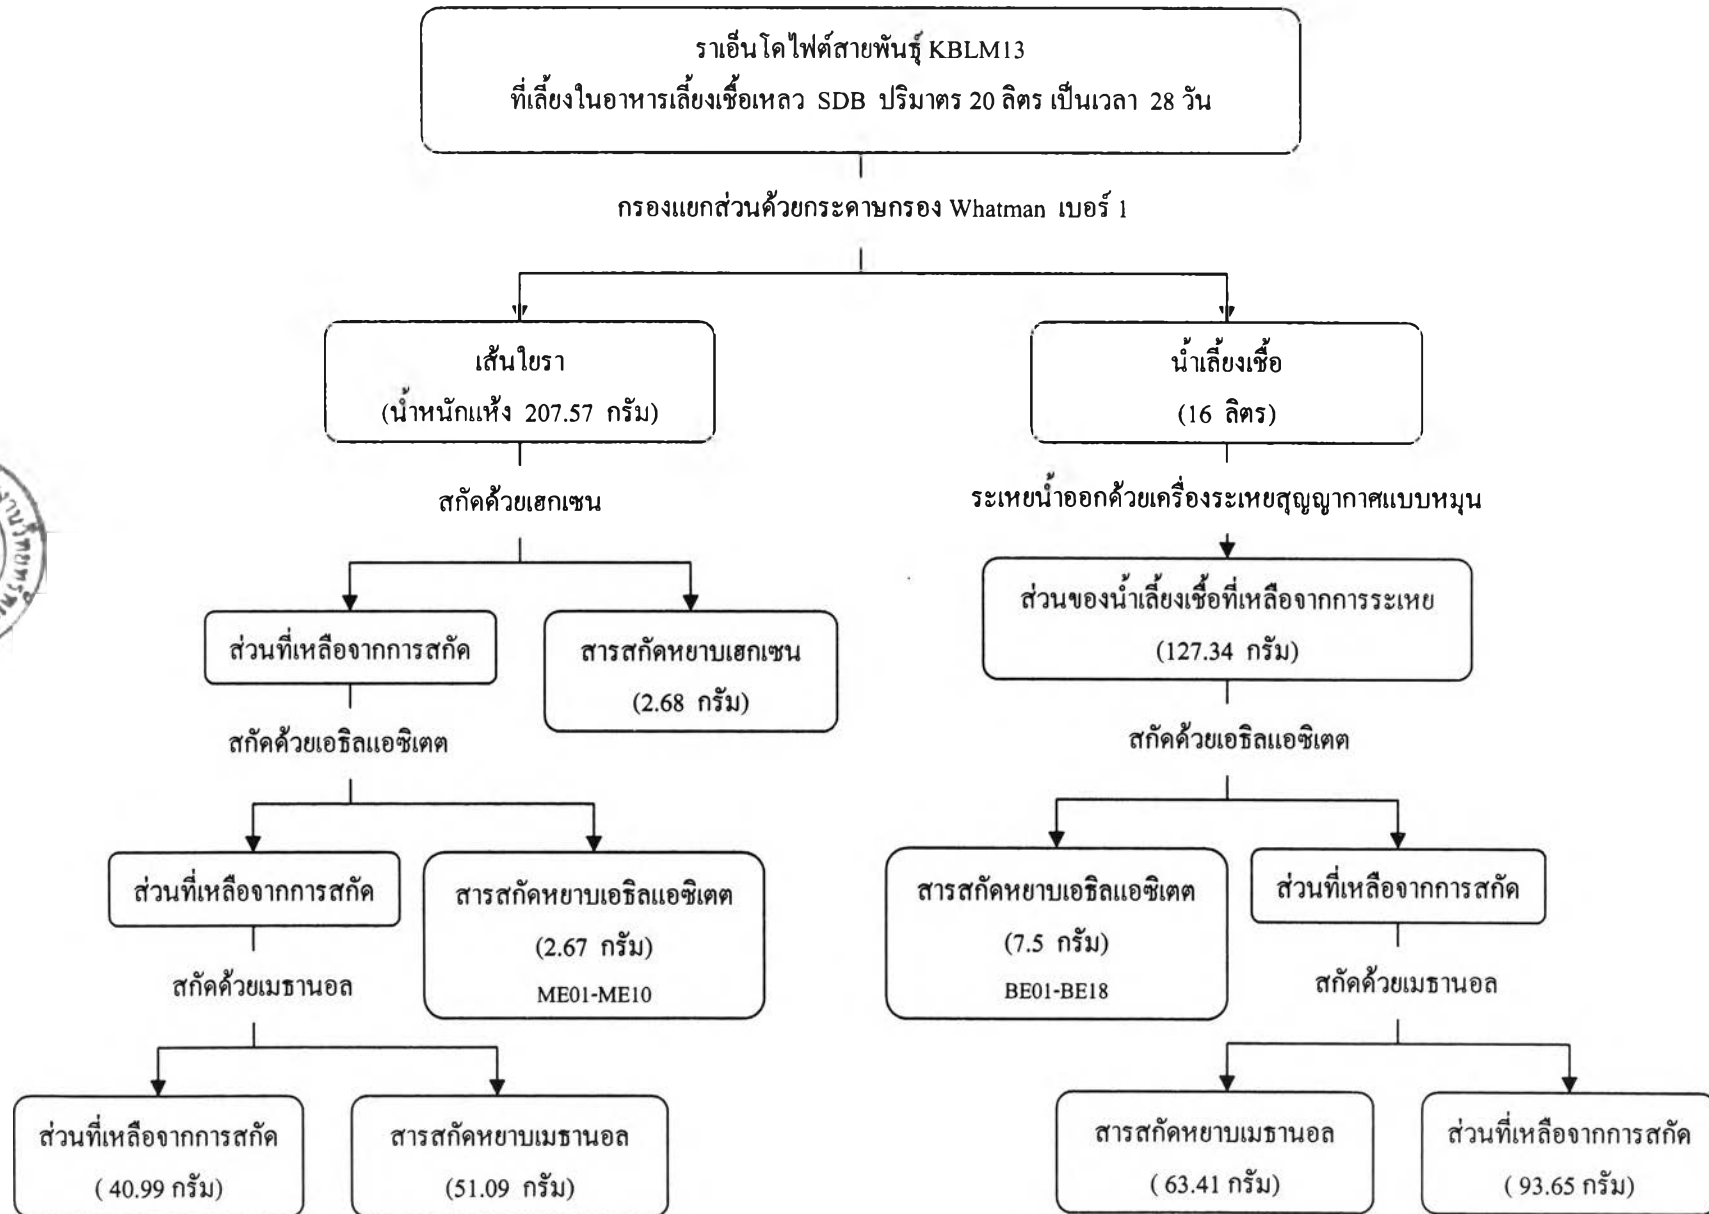 ราเอ็นโดไฟต์สายพันธุ์ KBLM13
ที่เลี้ยงในอาหารเลี้ยงเชื้อเหลว SDB ปริมาตร 20 ลิตร เป็นเวลา 28 วัน
กรองแยกส่วนด้วยกระดาษกรอง Whatman เบอร์ 1
เส้นใยรา
(น้ำหนักแห้ง 207.57 กรัม)
น้ำเลี้ยงเชื้อ
(16 ลิตร)
สกัดด้วยเฮกเซน
ระเหยน้ำออกด้วยเครื่องระเหยสุญญากาศแบบหมุน
ส่วนที่เหลือจากการสกัด
สารสกัดหยาบเฮกเซน
(2.68 กรัม)
ส่วนของน้ำเลี้ยงเชื้อที่เหลือจากการระเหย
(127.34 กรัม)
สกัดด้วยเอธิลแอซิเตต
สกัดด้วยเอธิลแอซิเตต
ส่วนที่เหลือจากการสกัด
สารสกัดหยาบเอธิลแอซิเตต
(2.67 กรัม)
ME01-ME10
สารสกัดหยาบเอธิลแอซิเตต
(7.5 กรัม)
BE01-BE18
ส่วนที่เหลือจากการสกัด
สกัดด้วยเมธานอล
สกัดด้วยเมธานอล
ส่วนที่เหลือจากการสกัด
( 40.99 กรัม)
สารสกัดหยาบเมธานอล
(51.09 กรัม)
สารสกัดหยาบเมธานอล
( 63.41 กรัม)
ส่วนที่เหลือจากการสกัด
( 93.65 กรัม)